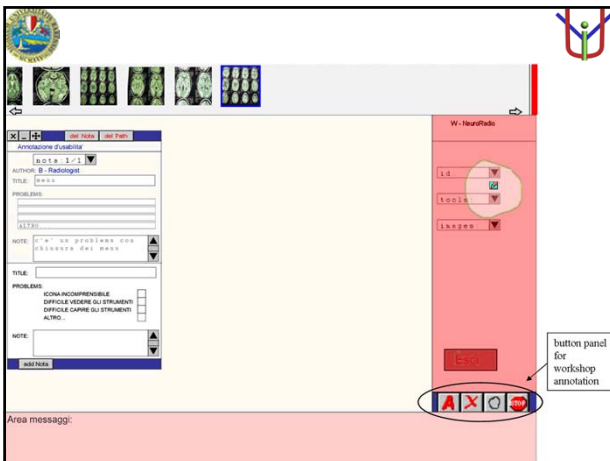 W - NeuroRadio
del Nota
del Path
Annotazione d'usabilita'
nota 1/1
AUTHOR: B - Radiologist
TITLE: menu
PROBLEMS:
ALTRO...
NOTE: c'e' un problema con
chiusura dei menu
TITLE:
PROBLEMS:
ICONA INCOMPRENSIBILE
DIFFICILE VEDERE GLI STRUMENTI
DIFFICILE CAPIRE GLI STRUMENTI
ALTRO...
NOTE:
add Nota
id
tools
images
Esci
button panel
for
workshop
annotation
A
X
STOP
Area messaggi: